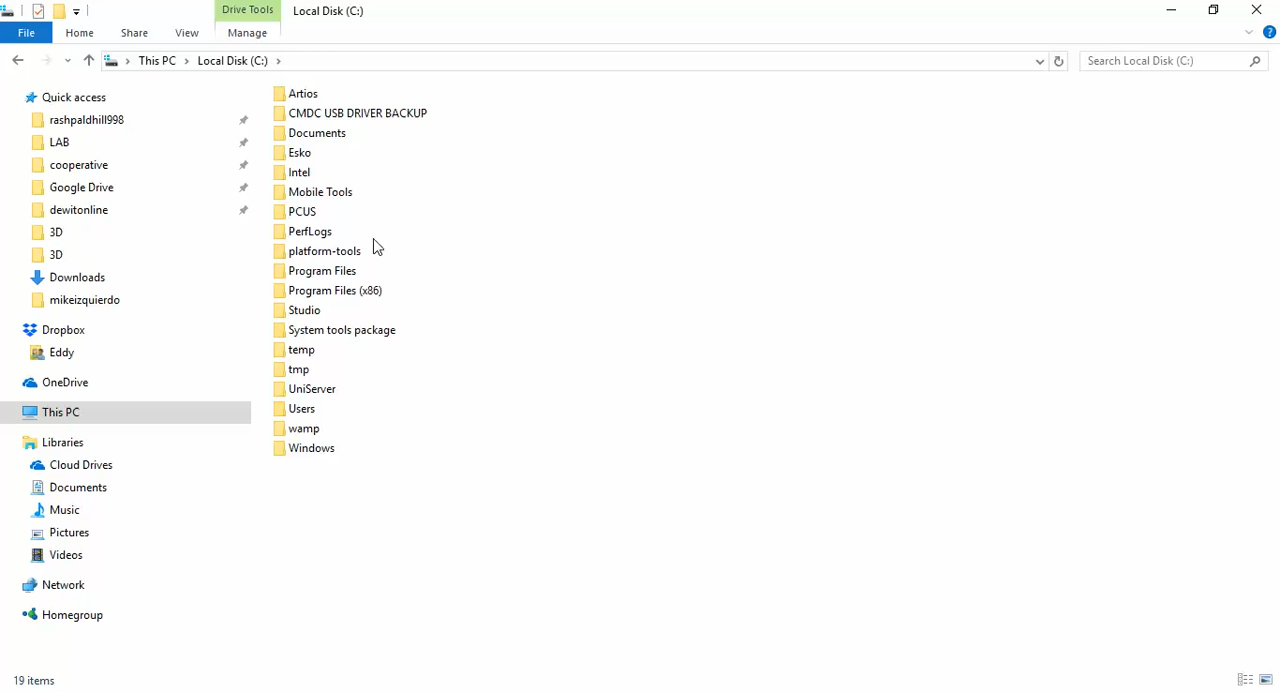 Drive Tools
Local Disk (C:)
File
Home
Share
View
Manage
This PC
Local Disk (C:)
Search Local Disk (C:)
Quick access
rashpaldhill998
LAB
cooperative
Google Drive
dewitonline
3D
3D
Downloads
mikeizquierdo
Dropbox
Eddy
OneDrive
This PC
Libraries
Cloud Drives
Documents
Music
Pictures
Videos
Network
Homegroup
Artios
CMDC USB DRIVER BACKUP
Documents
Esko
Intel
Mobile Tools
PCUS
PerfLogs
platform-tools
Program Files
Program Files (x86)
Studio
System tools package
temp
tmp
UniServer
Users
wamp
Windows
19 items